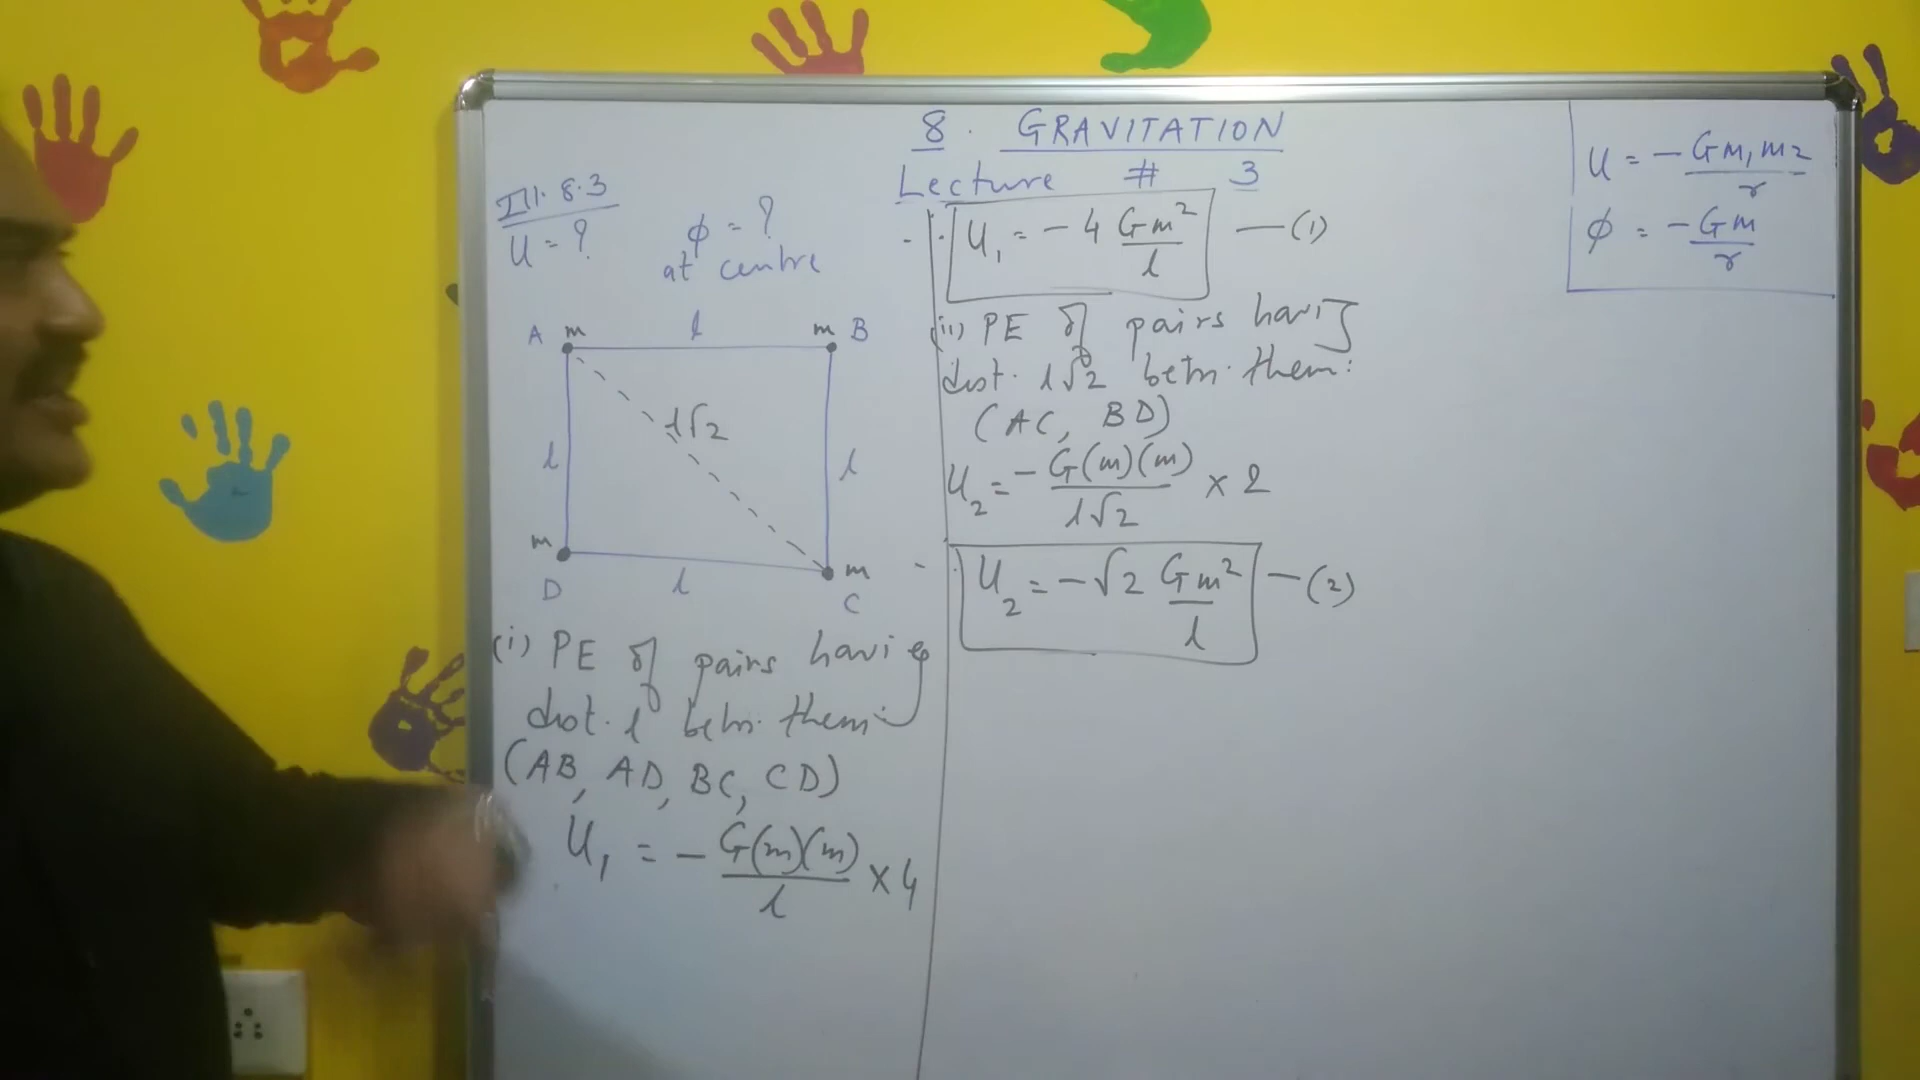 8. GRAVITATION
Lecture # 3
Ill. 8.3
U = ?
ϕ = ?
at centre
A m l m B
l l√2 l
m m
D l C
(i) PE of pairs having
dist. l betn. them:
(AB, AD, BC, CD)
U₁ = - G(m)(m)/l × 4
∴ U₁ = - 4 Gm²/l —(1)
(ii) PE of pairs having
dist. l√2 betn. them:
(AC, BD)
U₂ = - G(m)(m)/l√2 × 2
∴ U₂ = - √2 Gm²/l —(2)
U = - Gm₁m₂/r
ϕ = - Gm/r